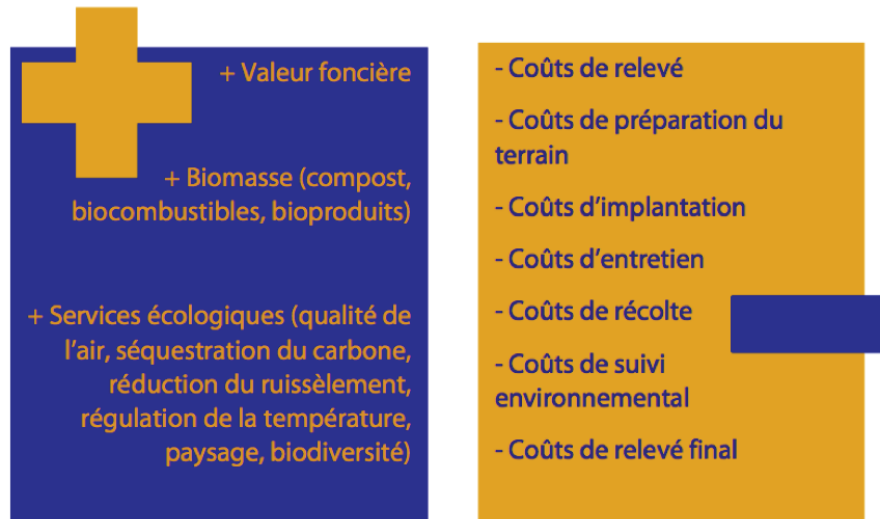 + Valeur foncière
+ Biomasse (compost,
biocombustibles, bioproduits)
+ Services écologiques (qualité de
l'air, séquestration du carbone,
réduction du ruissèlement,
régulation de la température,
paysage, biodiversité)
- Coûts de relevé
- Coûts de préparation du
terrain
- Coûts d'implantation
- Coûts d'entretien
- Coûts de récolte
- Coûts de suivi
environnemental
- Coûts de relevé final